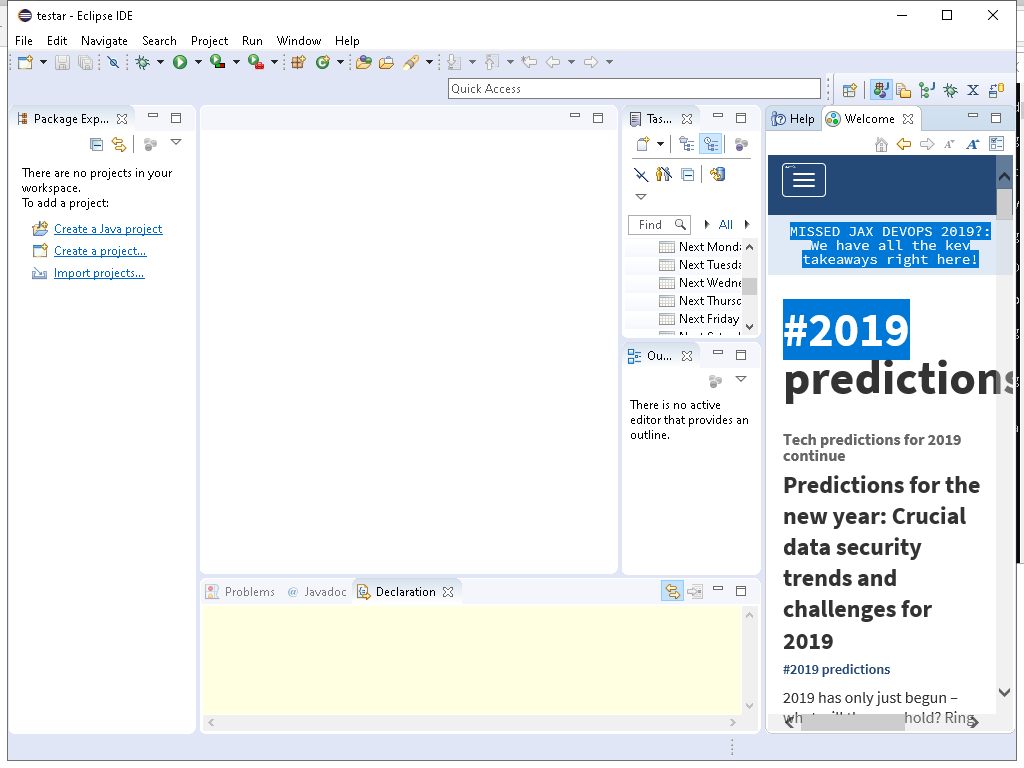 testar - Eclipse IDE
File Edit Navigate Search Project Run Window Help
Quick Access
Package Exp...
There are no projects in your
workspace.
To add a project:
Create a Java project
Create a project...
Import projects...
Tas...
Find
All
Next Mond
Next Tuesda
Next Wedne
Next Thursd
Next Friday
Ou...
There is no active
editor that provides an
outline.
Problems @ Javadoc Declaration
Help Welcome
MISSED JAX DEVOPS 2019?:
We have all the key
takeaways right here!
#2019
predictions
Tech predictions for 2019
continue
Predictions for the
new year: Crucial
data security
trends and
challenges for
2019
#2019 predictions
2019 has only just begun –
hold? Ring